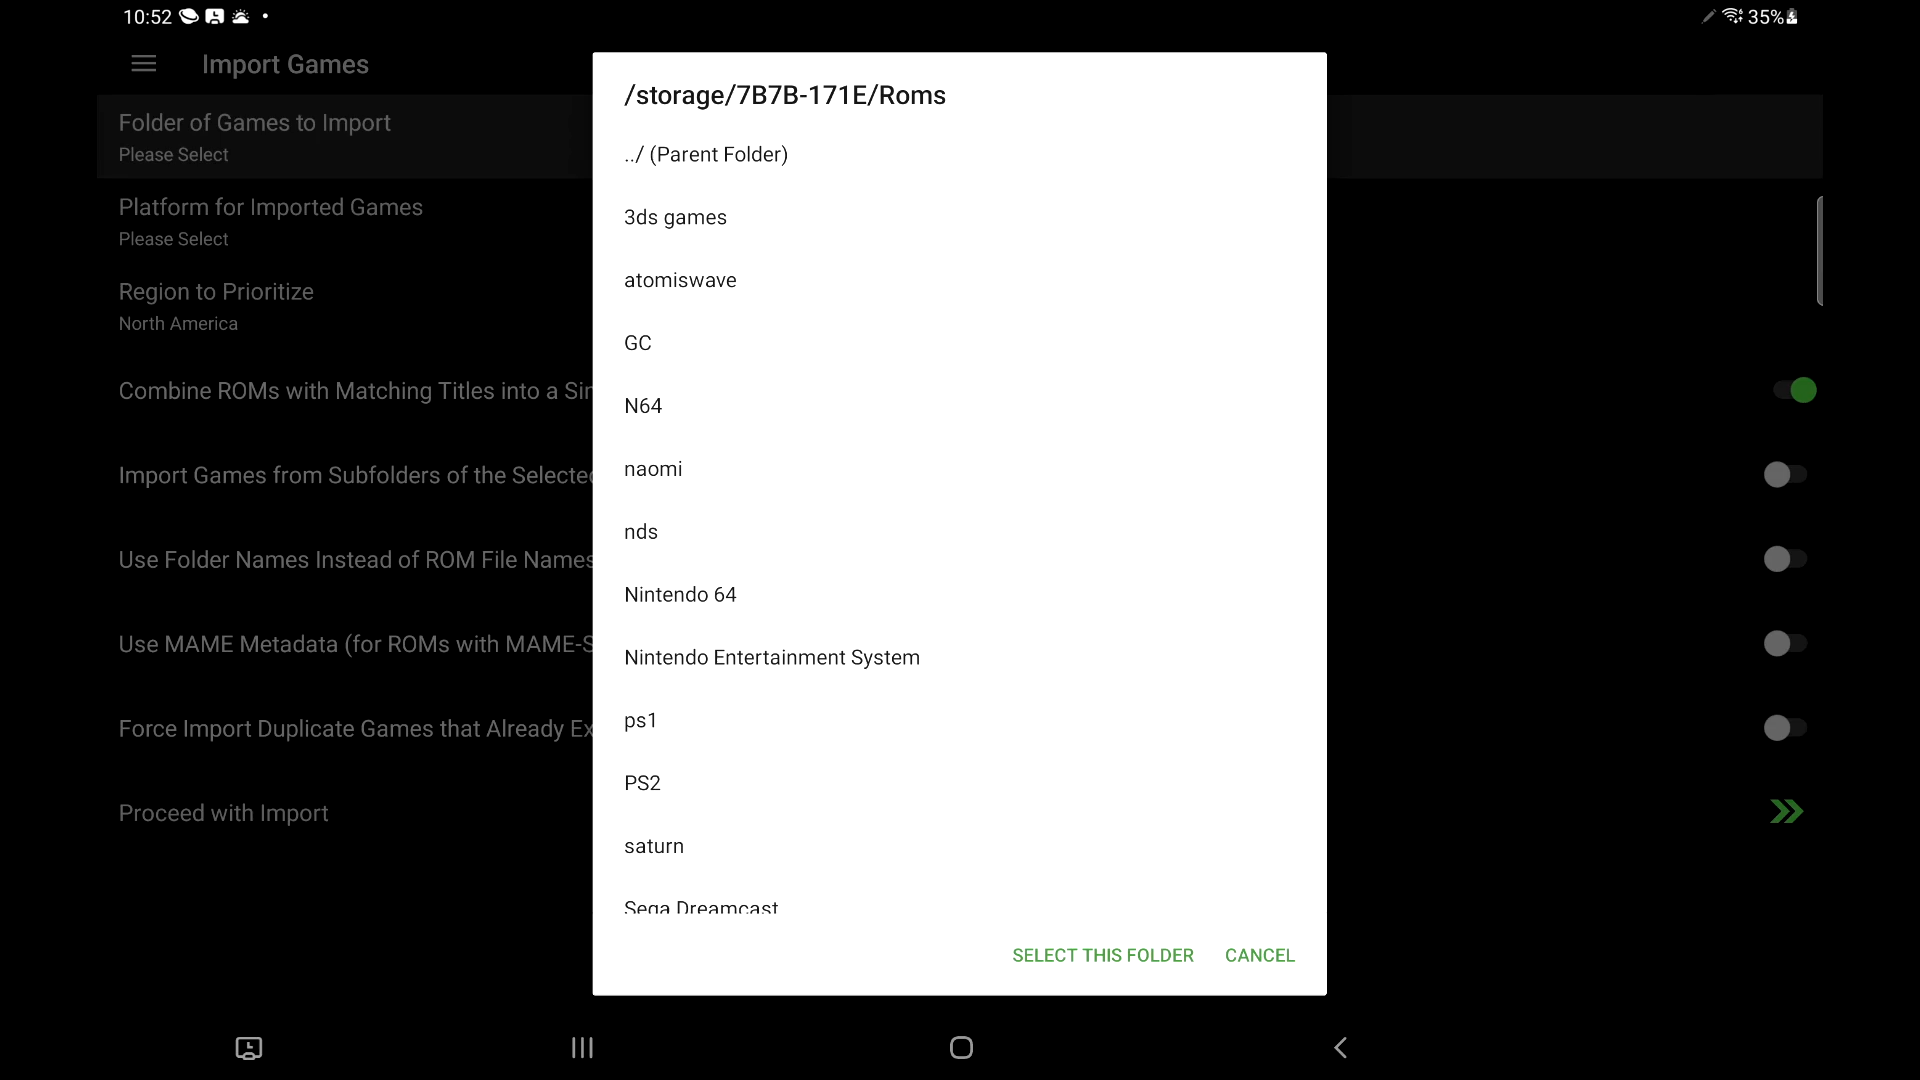 10:52
35%
Import Games
Folder of Games to Import
Please Select
Platform for Imported Games
Please Select
Region to Prioritize
North America
Combine ROMs with Matching Titles into a
Import Games from Subfolders of the
Use Folder Names Instead of ROM File Names
Use MAME Metadata (for ROMs with
Force Import Duplicate Games that Already
Proceed with Import
/storage/7B7B-171E/Roms
../ (Parent Folder)
3ds games
atomiswave
GC
N64
naomi
nds
Nintendo 64
Nintendo Entertainment System
ps1
PS2
saturn
Sega Dreamcast
SELECT THIS FOLDER CANCEL